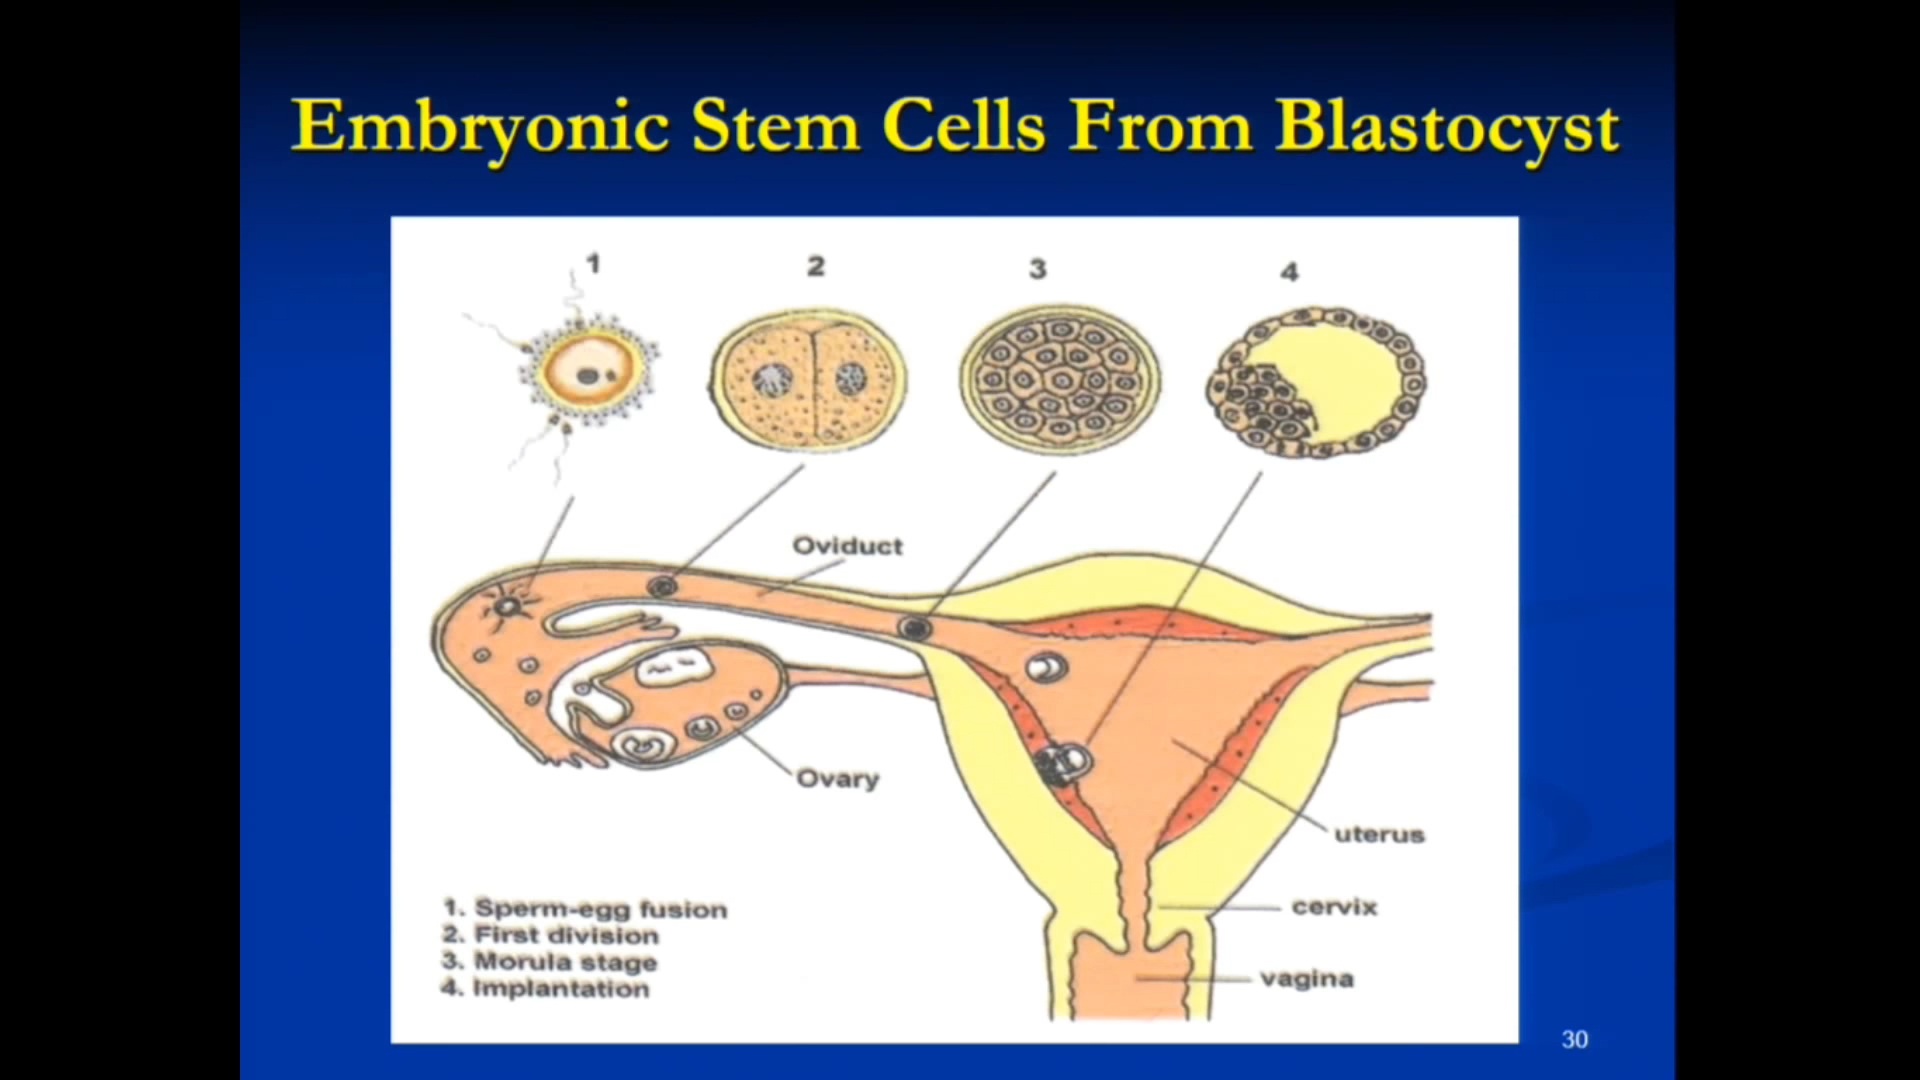 Embryonic Stem Cells From Blastocyst
1 2 3 4
Oviduct
Ovary
uterus
cervix
vagina
1. Sperm-egg fusion
2. First division
3. Morula stage
4. Implantation
30